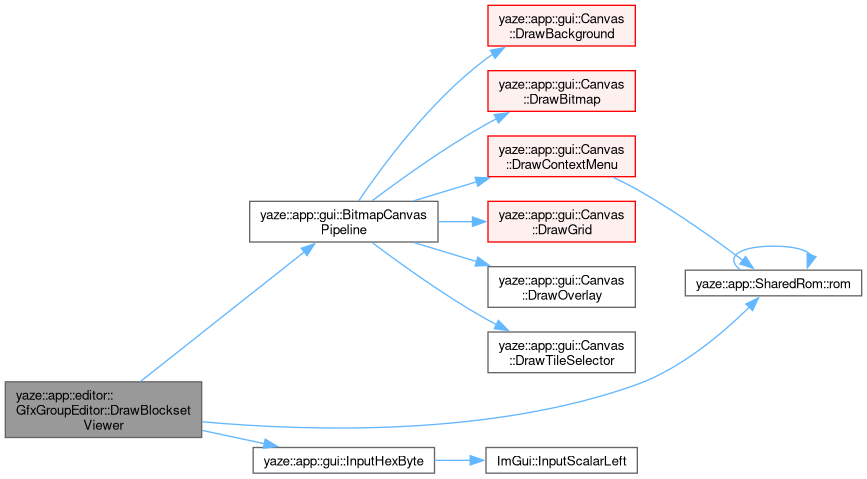 yaze::app::editor::
GfxGroupEditor::DrawBlockset
Viewer
yaze::app::gui::BitmapCanvas
Pipeline
yaze::app::gui::Canvas
::DrawBackground
yaze::app::gui::Canvas
::DrawBitmap
yaze::app::gui::Canvas
::DrawContextMenu
yaze::app::gui::Canvas
::DrawGrid
yaze::app::gui::Canvas
::DrawOverlay
yaze::app::gui::Canvas
::DrawTileSelector
yaze::app::SharedRom::rom
yaze::app::gui::InputHexByte
ImGui::InputScalarLeft